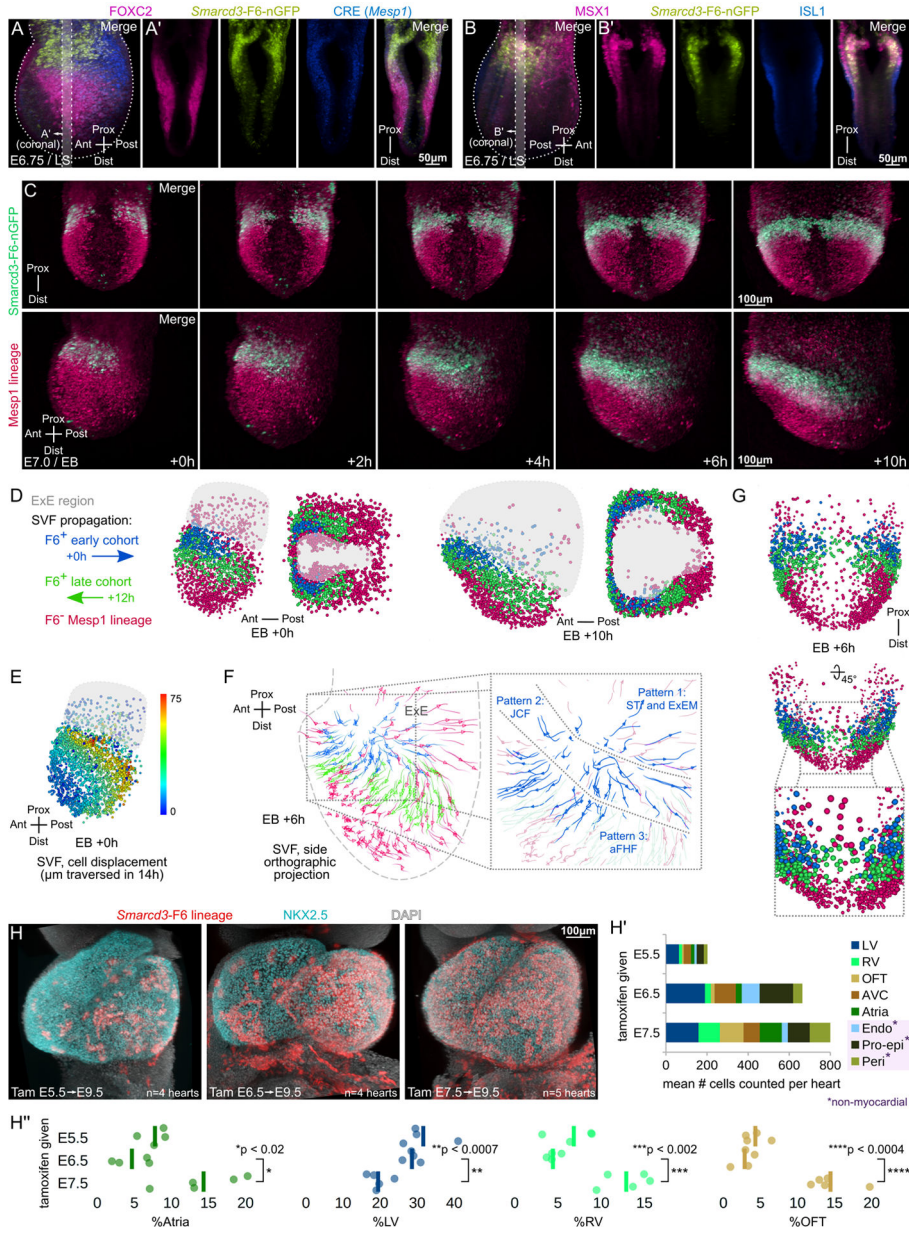 FOXC2
Smarcd3-F6-nGFP
CRE (Mesp1)
MSX1
Smarcd3-F6-nGFP
ISL1
A
Merge
A'
Merge
B
Merge
B'
Merge
A'
(coronal)
Prox
Ant
Post
Dist
E6.75 / LS
Prox
Dist
50µm
B'
(coronal)
Prox
Post
Ant
Dist
E6.75 / LS
Prox
Dist
50µm
C
Smarcd3-F6-nGFP
Mesp1 lineage
Merge
Prox
Dist
100µm
Merge
Prox
Ant
Post
Dist
E7.0 / EB
+0h
+2h
+4h
+6h
100µm
+10h
D
ExE region
SVF propagation:
F6+ early cohort
+0h
F6+ late cohort
+12h
F6- Mesp1 lineage
Ant
Post
EB +0h
Ant
Post
EB +10h
G
EB +6h
Prox
Dist
45°
E
75
0
Prox
Ant
Post
Dist
EB +0h
SVF, cell displacement
(µm traversed in 14h)
F
Prox
Ant
Post
Dist
ExE
EB +6h
SVF, side
orthographic
projection
Pattern 1:
ST and ExEM
Pattern 2:
JCF
Pattern 3:
aFHF
Smarcd3-F6 lineage
NKX2.5
DAPI
H
100µm
Tam E5.5→E9.5
n=4 hearts
Tam E6.5→E9.5
n=4 hearts
Tam E7.5→E9.5
n=5 hearts
H'
tamoxifen given
E5.5
E6.5
E7.5
0 200 400 600 800
mean # cells counted per heart
LV
RV
OFT
AVC
Atria
Endo*
Pro-epi*
Peri*
*non-myocardial
H"
tamoxifen given
E5.5
E6.5
E7.5
*p < 0.02
*
0 5 10 15 20
%Atria
**p < 0.0007
**
0 10 20 30 40
%LV
***p < 0.002
***
0 5 10 15
%RV
****p < 0.0004
****
0 5 10 15 20
%OFT